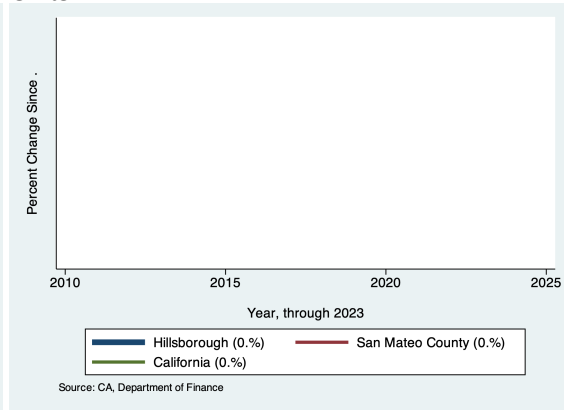 Percent Change Since .
2010 2015 2020 2025
Year, through 2023
Hillsborough (0.%) San Mateo County (0.%)
California (0.%)
Source: CA, Department of Finance